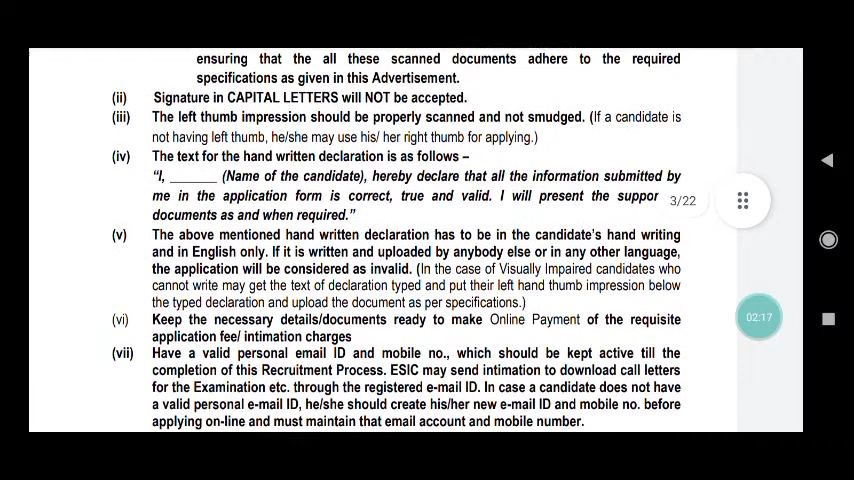 ensuring that the all these scanned documents adhere to the required
specifications as given in this Advertisement.
(ii) Signature in CAPITAL LETTERS will NOT be accepted.
(iii) The left thumb impression should be properly scanned and not smudged. (If a candidate is
not having left thumb, he/she may use his/ her right thumb for applying.)
(iv) The text for the hand written declaration is as follows –
“I, ______ (Name of the candidate), hereby declare that all the information submitted by
me in the application form is correct, true and valid. I will present the suppor
3/22
documents as and when required.”
(v) The above mentioned hand written declaration has to be in the candidate’s hand writing
and in English only. If it is written and uploaded by anybody else or in any other language,
the application will be considered as invalid. (In the case of Visually Impaired candidates who
cannot write may get the text of declaration typed and put their left hand thumb impression below
the typed declaration and upload the document as per specifications.)
02:17
(vi) Keep the necessary details/documents ready to make Online Payment of the requisite
application fee/ intimation charges
(vii) Have a valid personal email ID and mobile no., which should be kept active till the
completion of this Recruitment Process. ESIC may send intimation to download call letters
for the Examination etc. through the registered e-mail ID. In case a candidate does not have
a valid personal e-mail ID, he/she should create his/her new e-mail ID and mobile no. before
applying on-line and must maintain that email account and mobile number.